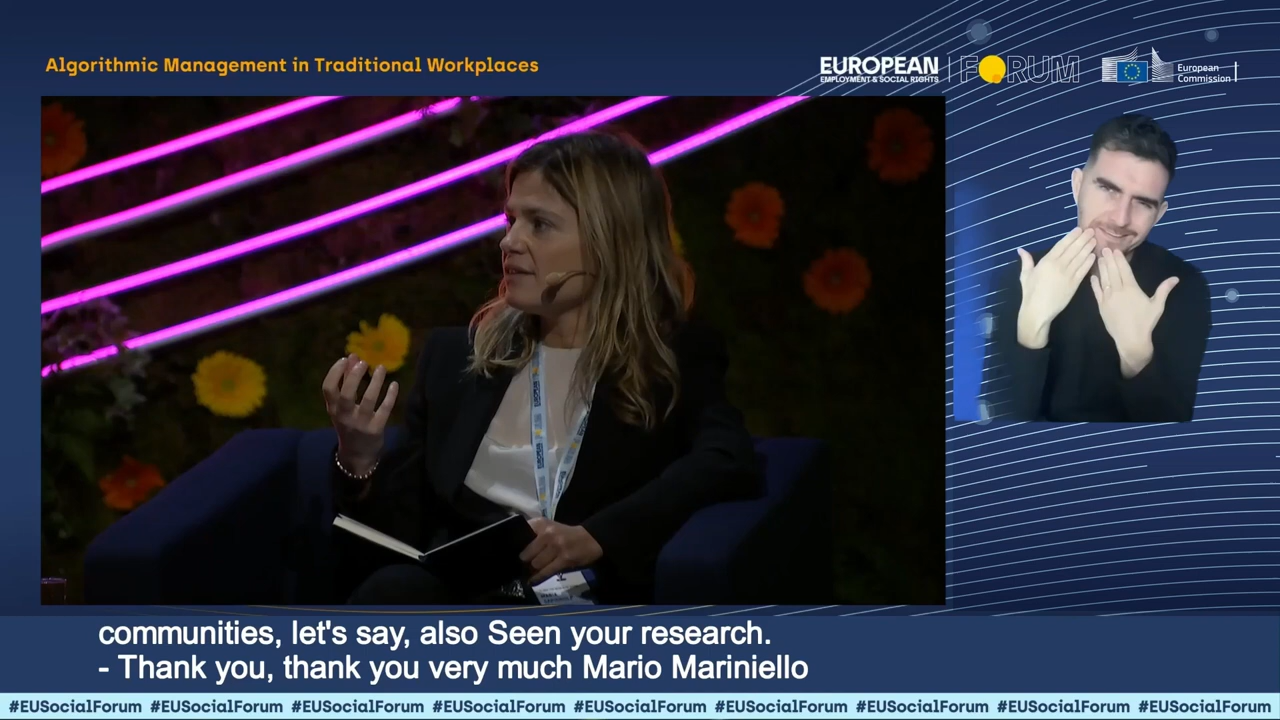 Algorithmic Management in Traditional Workplaces
EUROPEAN
EMPLOYMENT & SOCIAL RIGHTS
FORUM
European
Commission
communities, let's say, also Seen your research.
- Thank you, thank you very much Mario Mariniello
#EUSocialForum #EUSocialForum #EUSocialForum #EUSocialForum #EUSocialForum #EUSocialForum #EUSocialForum #EUSocialForum #EUSocialForum